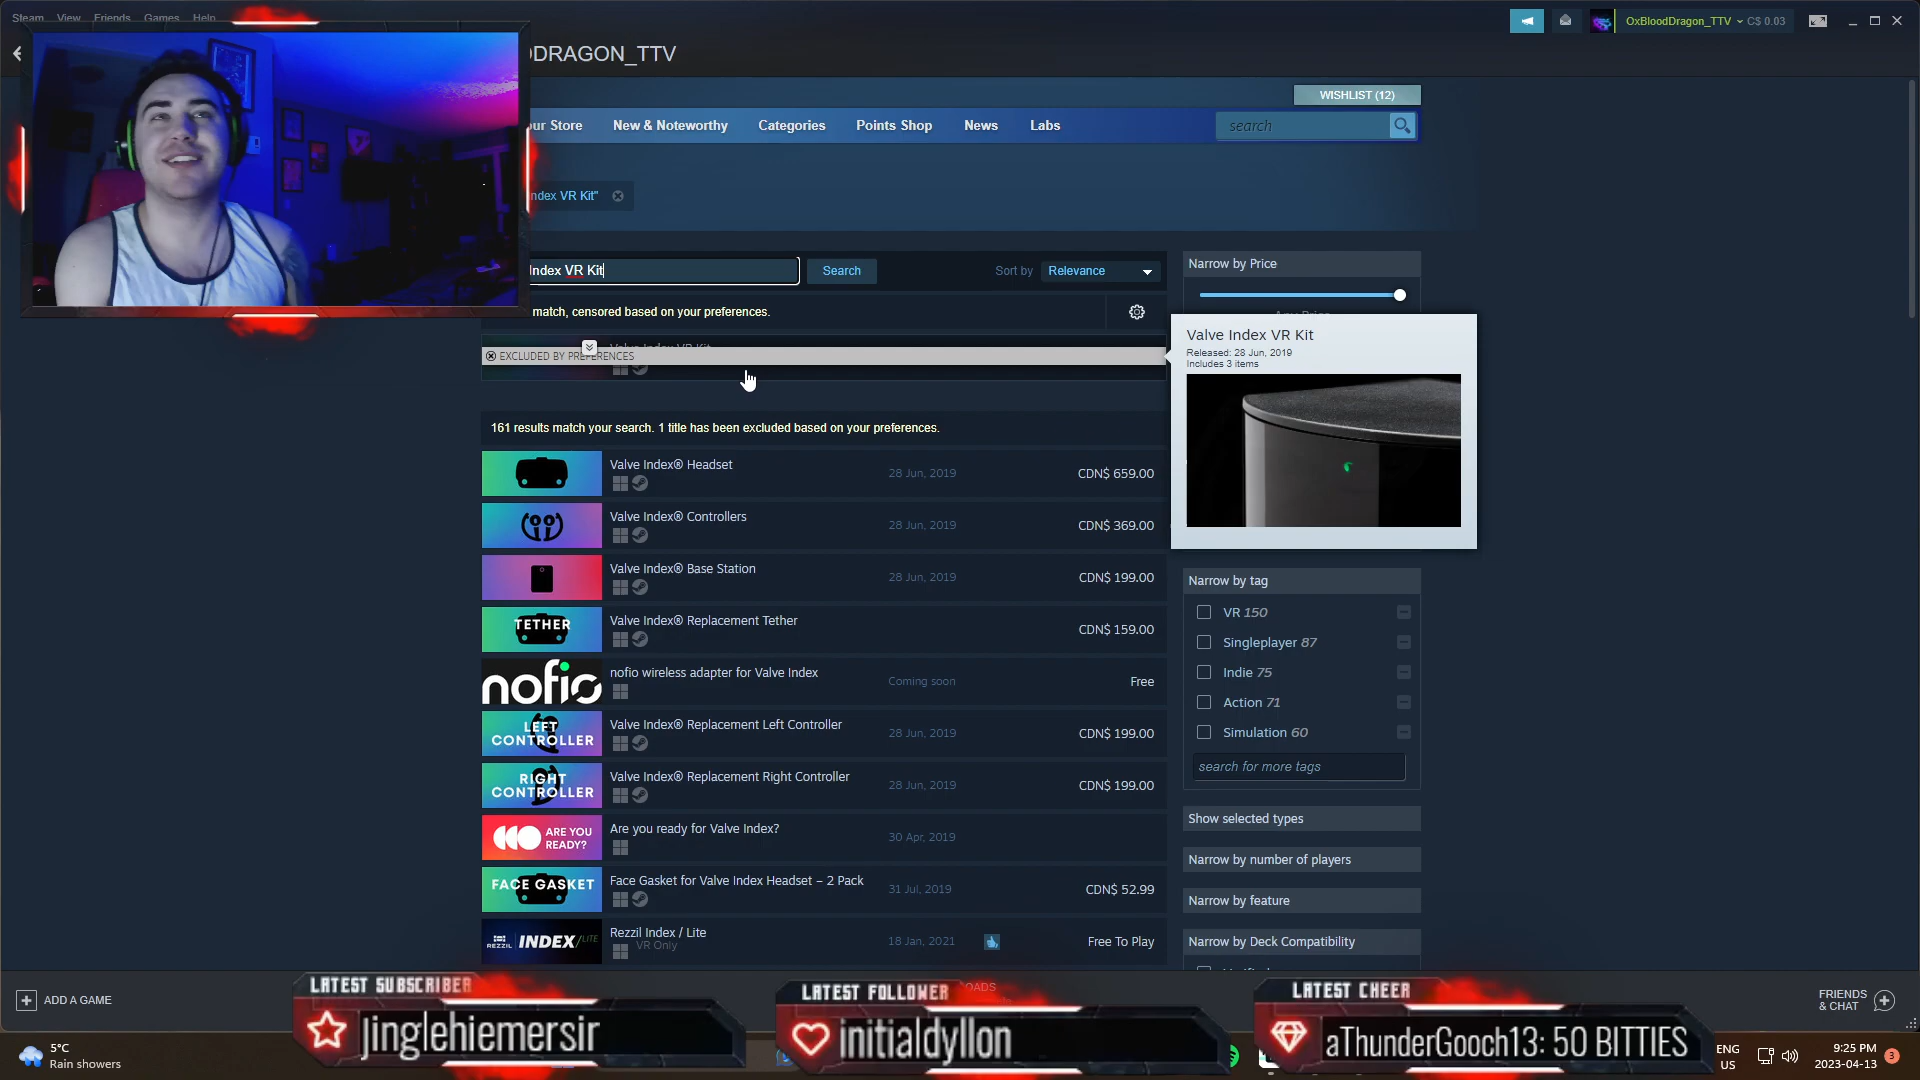 Steam View Friends Games Help
OxBloodDragon_TTV C$ 0.03
DRAGON_TTV
WISHLIST (12)
our Store New & Noteworthy Categories Points Shop News Labs
search
ndex VR Kit"
Index VR Kit
Search
Sort by Relevance
match, censored based on your preferences.
Valve Index VR Kit
EXCLUDED BY PREFERENCES
161 results match your search. 1 title has been excluded based on your preferences.
Valve Index® Headset 28 Jun, 2019 CDN$ 659.00
Valve Index® Controllers 28 Jun, 2019 CDN$ 369.00
Valve Index® Base Station 28 Jun, 2019 CDN$ 199.00
TETHER
Valve Index® Replacement Tether CDN$ 159.00
nofio
nofio wireless adapter for Valve Index Coming soon Free
LEFT CONTROLLER
Valve Index® Replacement Left Controller 28 Jun, 2019 CDN$ 199.00
RIGHT CONTROLLER
Valve Index® Replacement Right Controller 28 Jun, 2019 CDN$ 199.00
ARE YOU READY?
Are you ready for Valve Index? 30 Apr, 2019
FACE GASKET
Face Gasket for Valve Index Headset – 2 Pack 31 Jul, 2019 CDN$ 52.99
REZZIL INDEX/LITE
Rezzil Index / Lite 18 Jan, 2021 Free To Play
VR Only
Narrow by Price
Valve Index VR Kit
Released: 28 Jun, 2019
Includes 3 items
Narrow by tag
VR 150
Singleplayer 87
Indie 75
Action 71
Simulation 60
search for more tags
Show selected types
Narrow by number of players
Narrow by feature
Narrow by Deck Compatibility
ADD A GAME
LATEST SUBSCRIBER
jinglehiemersir
LATEST FOLLOWER
initialdyllon
LATEST CHEER
aThunderGooch13: 50 BITTIES
FRIENDS & CHAT
5°C
Rain showers
ENG
US
9:25 PM
2023-04-13
3